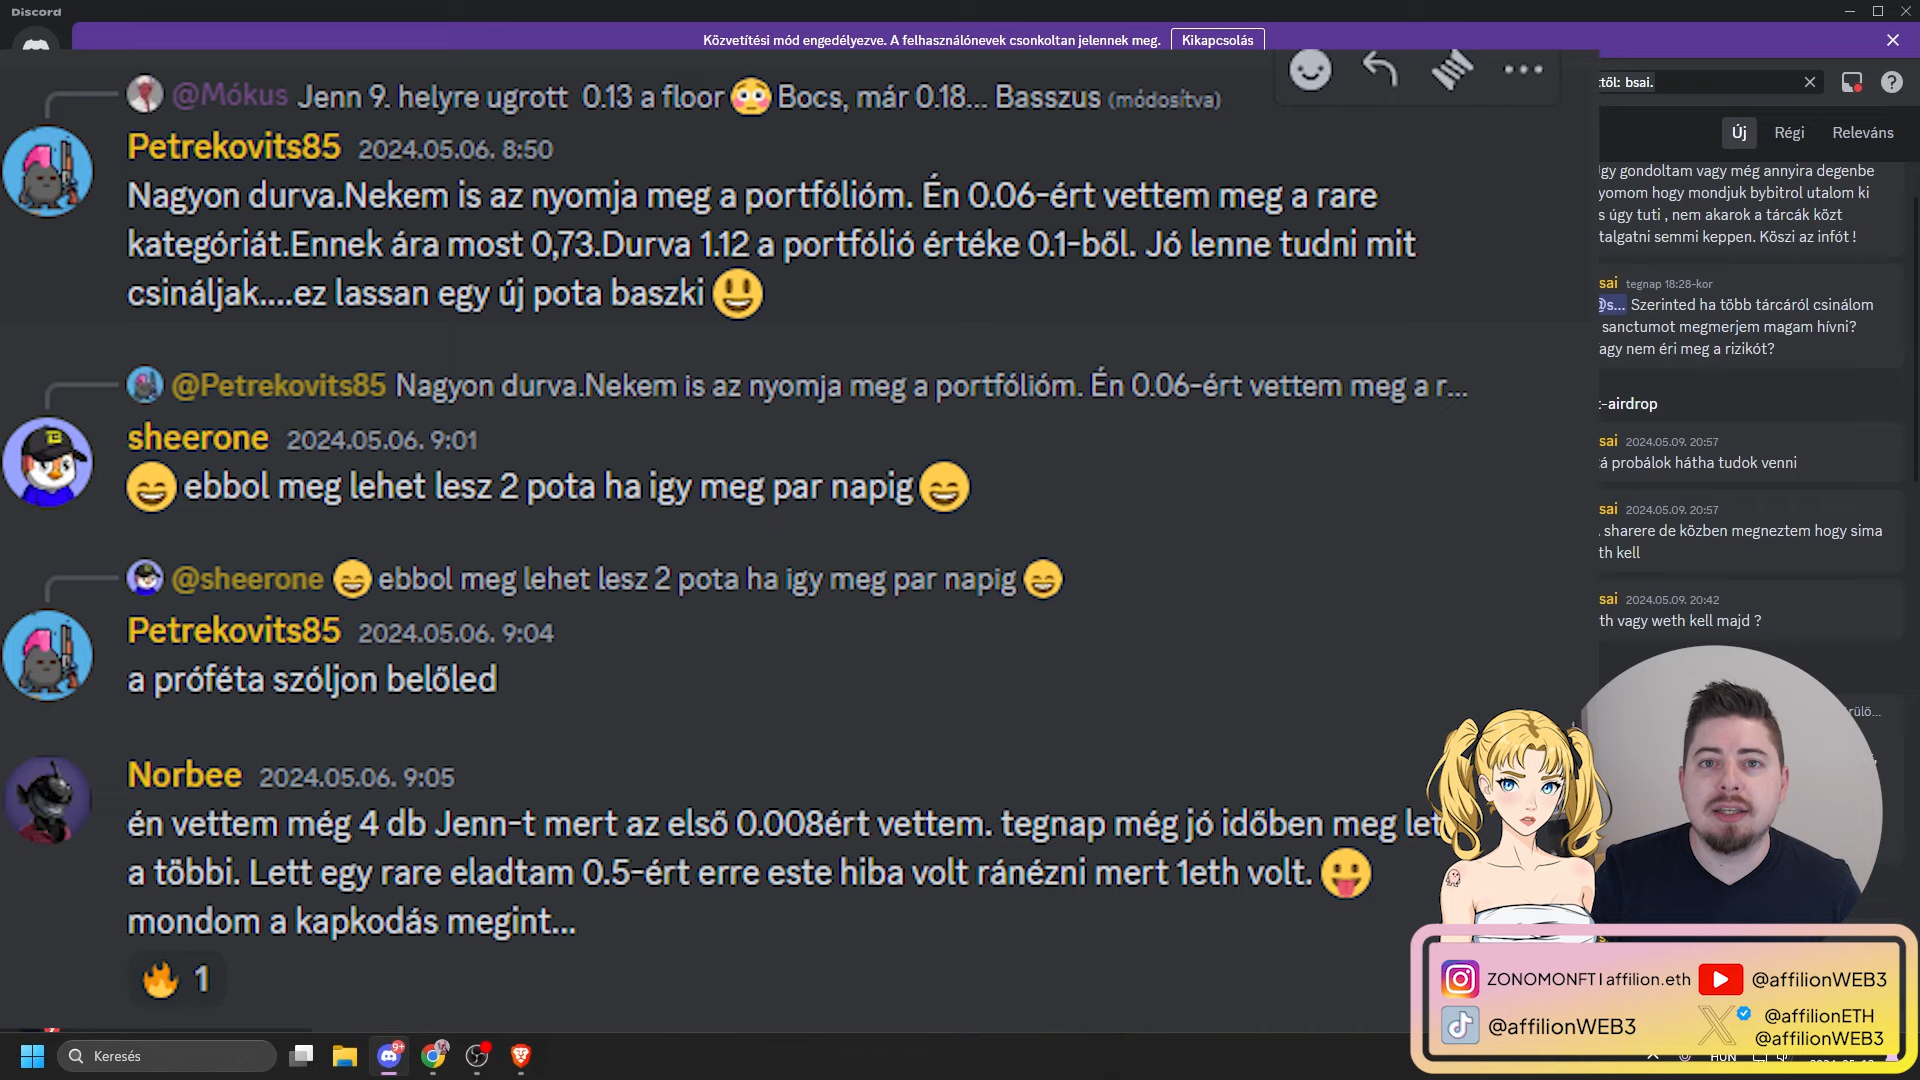 Discord
Közvetítési mód engedélyezve. A felhasználónevek csonkoltan jelennek meg.
Kikapcsolás
@Mókus Jenn 9. helyre ugrott 0.13 a floor 😳 Bocs, már 0.18... Basszus (módosítva)
Petrekovits85 2024.05.06. 8:50
Nagyon durva.Nekem is az nyomja meg a portfólióm. Én 0.06-ért vettem meg a rare
kategóriát.Ennek ára most 0,73.Durva 1.12 a portfólió értéke 0.1-ből. Jó lenne tudni mit
csináljak....ez lassan egy új pota baszki 😃
@Petrekovits85 Nagyon durva.Nekem is az nyomja meg a portfólióm. Én 0.06-ért vettem meg a r...
sheerone 2024.05.06. 9:01
😄 ebbol meg lehet lesz 2 pota ha igy meg par napig 😄
@sheerone 😄 ebbol meg lehet lesz 2 pota ha igy meg par napig 😄
Petrekovits85 2024.05.06. 9:04
a próféta szóljon belőled
Norbee 2024.05.06. 9:05
én vettem még 4 db Jenn-t mert az első 0.008ért vettem. tegnap még jó időben meg let
a többi. Lett egy rare eladtam 0.5-ért erre este hiba volt ránézni mert 1eth volt. 😛
mondom a kapkodás megint...
🔥 1
től: bsai.
Új Régi Releváns
gy gondoltam vagy még annyira degenbe
yomom hogy mondjuk bybitrol utalom ki
s úgy tuti , nem akarok a tárcák közt
talgatni semmi keppen. Köszi az infót !
sai tegnap 18:28-kor
@s... Szerinted ha több tárcáról csinálom
sanctumot megmerjem magam hívni?
agy nem éri meg a rizikót?
-airdrop
sai 2024.05.09. 20:57
á probálok hátha tudok venni
sai 2024.05.09. 20:57
. sharere de közben megneztem hogy sima
th kell
sai 2024.05.09. 20:42
th vagy weth kell majd ?
rülö...
ZONOMONFT | affilion.eth
@affilionWEB3
@affilionWEB3
@affilionETH
@affilionWEB3
Keresés
9+
HUN